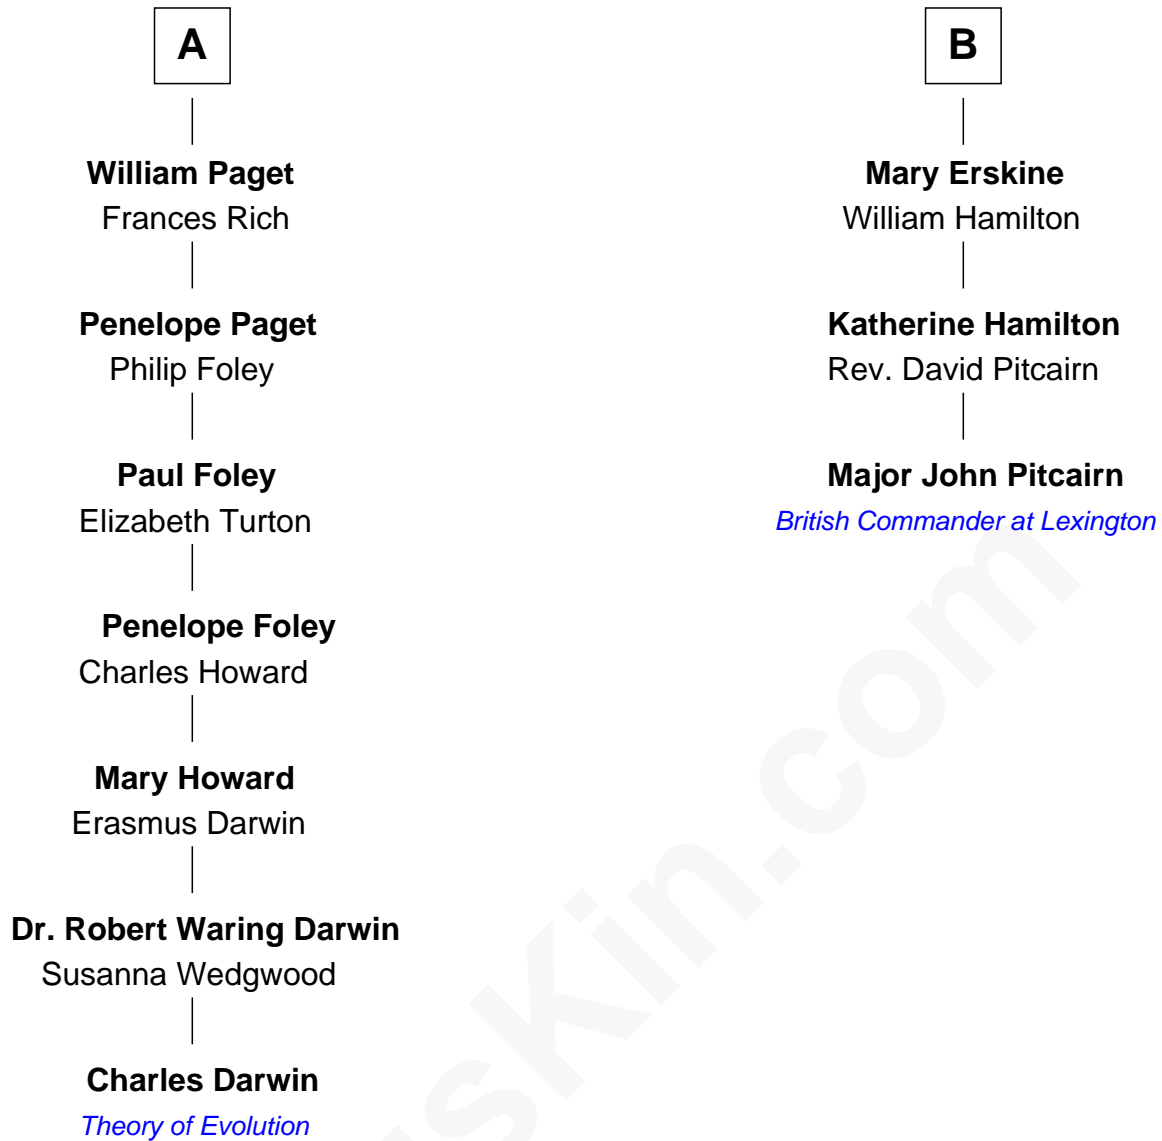 A
William Paget
Frances Rich
Penelope Paget
Philip Foley
Paul Foley
Elizabeth Turton
Penelope Foley
Charles Howard
Mary Howard
Erasmus Darwin
Dr. Robert Waring Darwin
Susanna Wedgwood
Charles Darwin
Theory of Evolution
B
Mary Erskine
William Hamilton
Katherine Hamilton
Rev. David Pitcairn
Major John Pitcairn
British Commander at Lexington